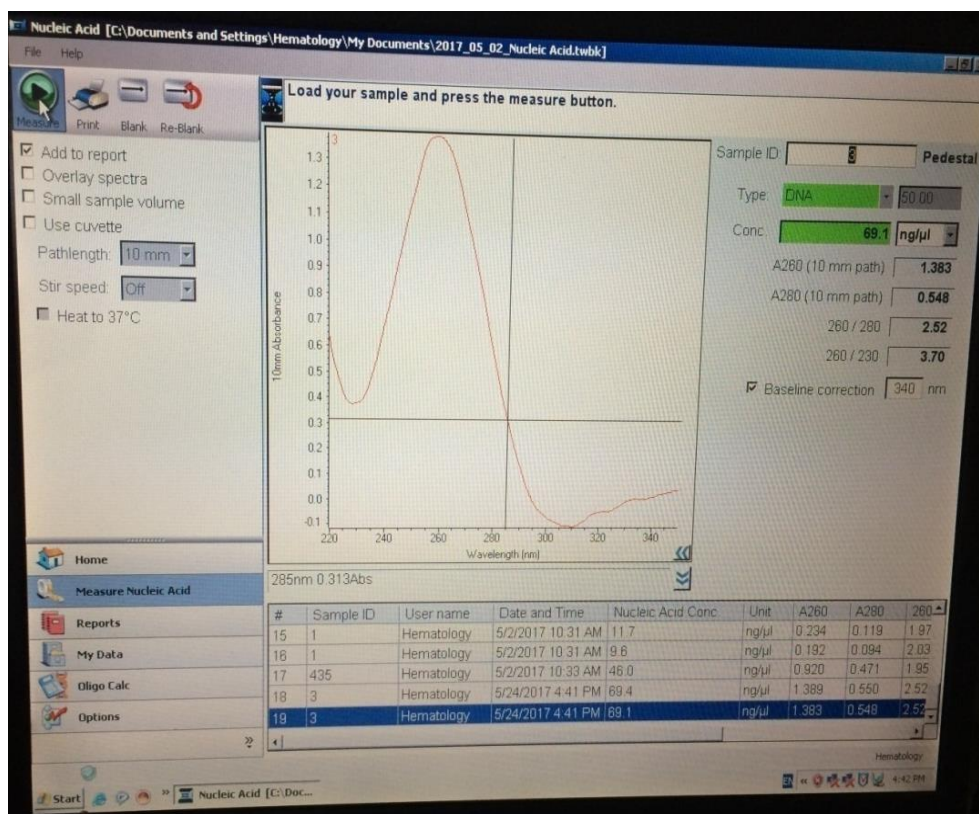 Nucleic Acid [C:\Documents and Settings\Hematology\My Documents\2017_05_02_Nucleic Acid.twbk]
File Help
Measure Print Blank Re-Blank
Load your sample and press the measure button.
Add to report
Overlay spectra
Small sample volume
Use cuvette
Pathlength: 10 mm
Stir speed: Off
Heat to 37°C
3
1.3
1.2
1.1
1.0
0.9
0.8
0.7
0.6
0.5
0.4
0.3
0.2
0.1
0.0
-0.1
10mm Absorbance
220 240 260 280 300 320 340
Wavelength (nm)
285nm 0.313Abs
Sample ID: 3 Pedestal
Type: DNA 50.00
Conc. 69.1 ng/µl
A260 (10 mm path) 1.383
A280 (10 mm path) 0.548
260 / 280 2.52
260 / 230 3.70
Baseline correction 340 nm
Home
Measure Nucleic Acid
Reports
My Data
Oligo Calc
Options
# Sample ID User name Date and Time Nucleic Acid Conc. Unit A260 A280 260
15 1 Hematology 5/2/2017 10:31 AM 11.7 ng/µl 0.234 0.119 1.97
16 1 Hematology 5/2/2017 10:31 AM 9.6 ng/µl 0.192 0.094 2.03
17 435 Hematology 5/2/2017 10:33 AM 46.0 ng/µl 0.920 0.471 1.95
18 3 Hematology 5/24/2017 4:41 PM 69.4 ng/µl 1.389 0.550 2.52
19 3 Hematology 5/24/2017 4:41 PM 69.1 ng/µl 1.383 0.548 2.52
Hematology
Start Nucleic Acid [C:\Doc... EN 4:42 PM